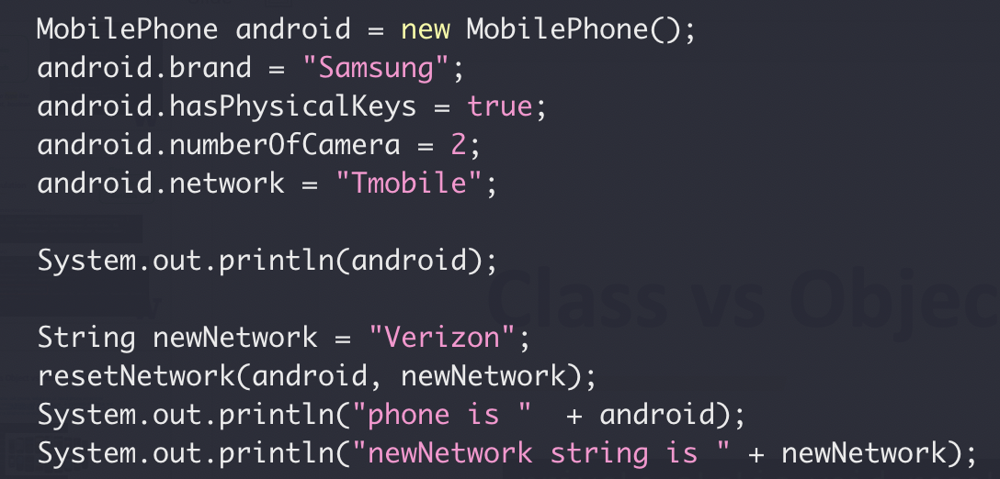 MobilePhone android = new MobilePhone();
android.brand = "Samsung";
android.hasPhysicalKeys = true;
android.numberOfCamera = 2;
android.network = "Tmobile";
System.out.println(android);
Class vs Objec
String newNetwork = "Verizon";
resetNetwork(android, newNetwork);
System.out.println("phone is "  + android);
System.out.println("newNetwork string is " + newNetwork);